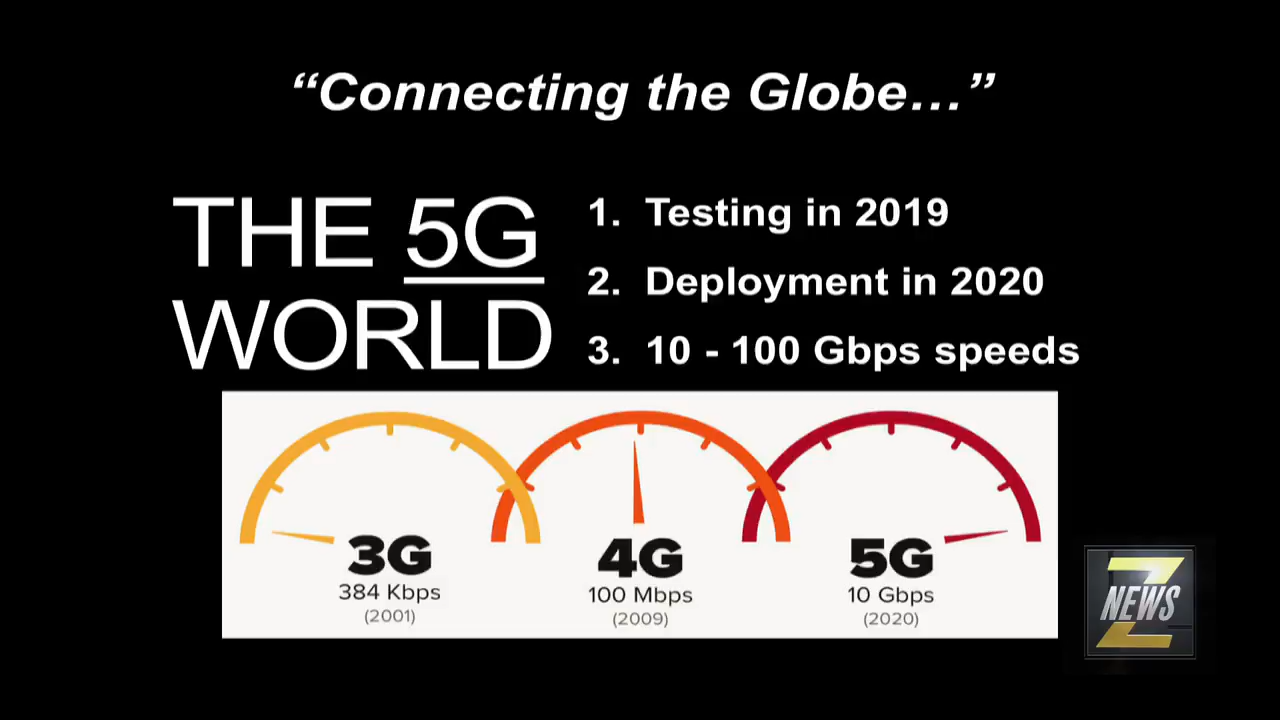 “Connecting the Globe…”
THE 5G
WORLD
1. Testing in 2019
2. Deployment in 2020
3. 10 - 100 Gbps speeds
3G
384 Kbps
(2001)
4G
100 Mbps
(2009)
5G
10 Gbps
(2020)
Z
NEWS